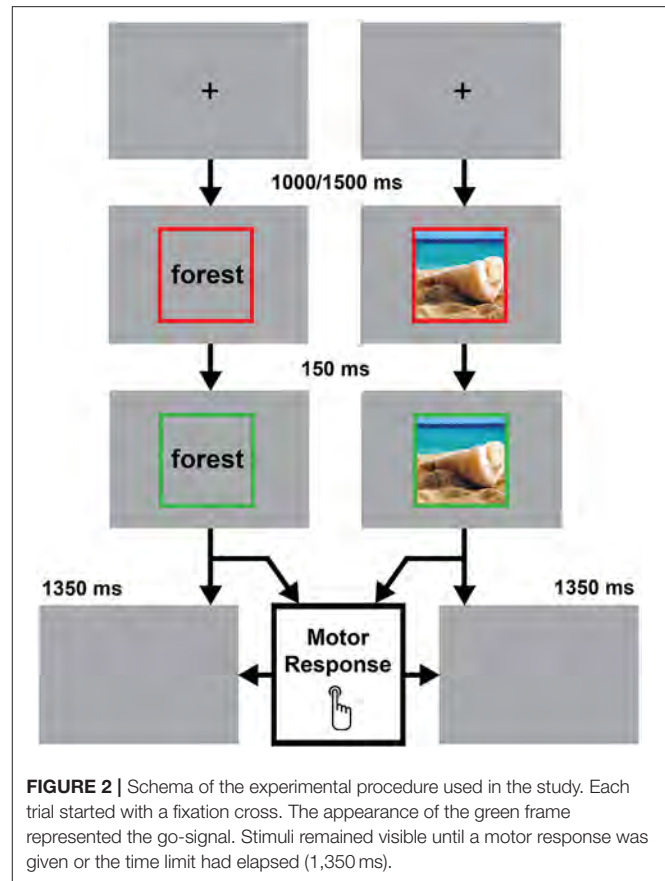 + +
1000/1500 ms
forest
150 ms
forest
1350 ms 1350 ms
Motor
Response
FIGURE 2 | Schema of the experimental procedure used in the study. Each
trial started with a fixation cross. The appearance of the green frame
represented the go-signal. Stimuli remained visible until a motor response was
given or the time limit had elapsed (1,350 ms).